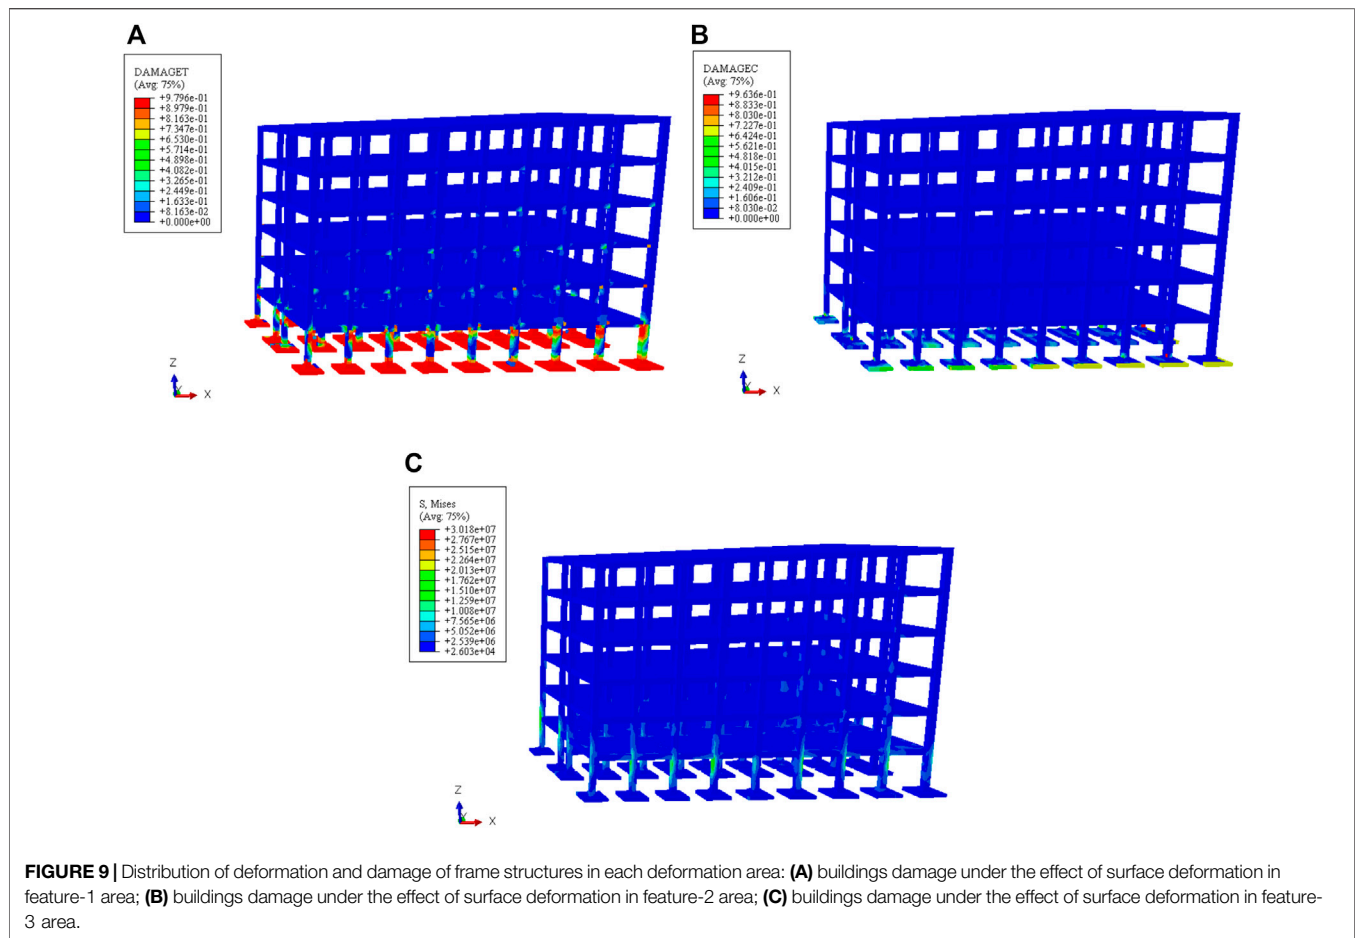 A
DAMAGET
(Avg: 75%)
+9.796e-01
+8.979e-01
+8.163e-01
+7.347e-01
+6.530e-01
+5.714e-01
+4.898e-01
+4.082e-01
+3.265e-01
+2.449e-01
+1.633e-01
+8.163e-02
+0.000e+00
Z
Y
X
B
DAMAGEC
(Avg: 75%)
+9.636e-01
+8.833e-01
+8.030e-01
+7.227e-01
+6.424e-01
+5.621e-01
+4.818e-01
+4.015e-01
+3.212e-01
+2.409e-01
+1.606e-01
+8.030e-02
+0.000e+00
Z
Y
X
C
S, Mises
(Avg: 75%)
+3.018e+07
+2.767e+07
+2.515e+07
+2.264e+07
+2.013e+07
+1.762e+07
+1.510e+07
+1.259e+07
+1.008e+07
+7.565e+06
+5.052e+06
+2.539e+06
+2.603e+04
Z
Y
X
FIGURE 9 | Distribution of deformation and damage of frame structures in each deformation area: (A) buildings damage under the effect of surface deformation in
feature-1 area; (B) buildings damage under the effect of surface deformation in feature-2 area; (C) buildings damage under the effect of surface deformation in feature-
3 area.